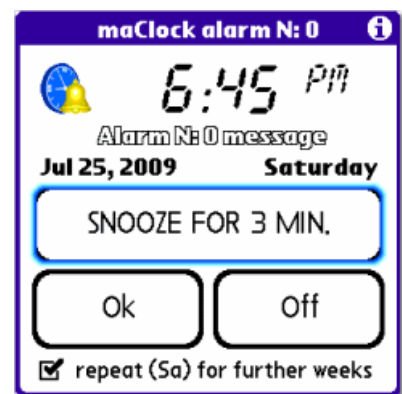 maClock alarm N: 0 i
6:45 PM
Alarm N: 0 message
Jul 25, 2009 Saturday
SNOOZE FOR 3 MIN.
Ok Off
repeat (Sa) for further weeks